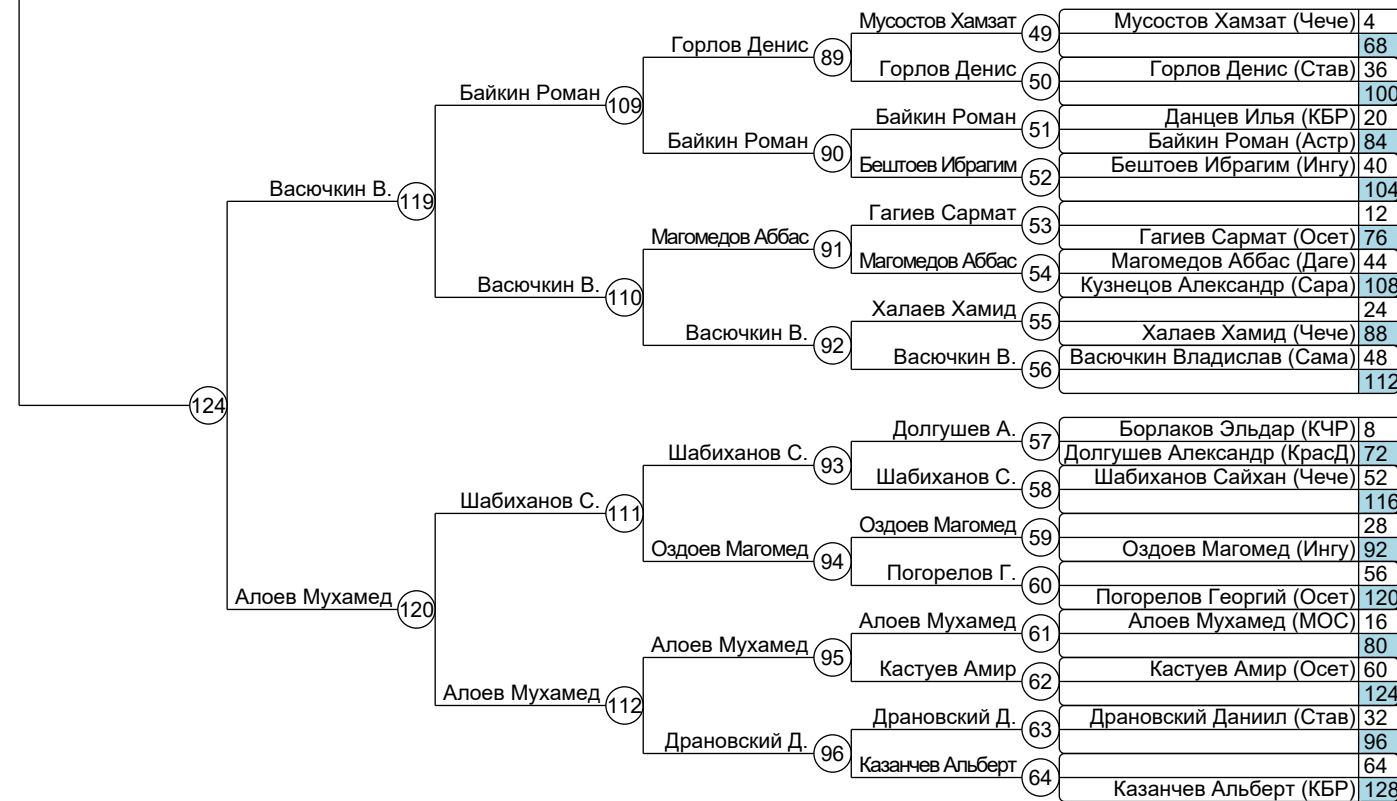 Мусостов Хамзат 49 Мусостов Хамзат (Чече) 4
Горлов Денис 89 68
Горлов Денис 50 Горлов Денис (Став) 36
Байкин Роман 109 100
Байкин Роман 51 Данцев Илья (КБР) 20
Байкин Роман 90 Байкин Роман (Астр) 84
Бештоев Ибрагим 52 Бештоев Ибрагим (Ингу) 40
Васючкин В. 119 104
Гагиев Сармат 53 12
Магомедов Аббас 91 Гагиев Сармат (Осет) 76
Магомедов Аббас 54 Магомедов Аббас (Даге) 44
Васючкин В. 110 Кузнецов Александр (Сара) 108
Халаев Хамид 55 24
Васючкин В. 92 Халаев Хамид (Чече) 88
Васючкин В. 56 Васючкин Владислав (Сама) 48
112
124
Долгушев А. 57 Борлаков Эльдар (КЧР) 8
Шабиханов С. 93 Долгушев Александр (КрасД) 72
Шабиханов С. 58 Шабиханов Сайхан (Чече) 52
Шабиханов С. 111 116
Оздоев Магомед 59 28
Оздоев Магомед 94 Оздоев Магомед (Ингу) 92
Погорелов Г. 60 56
Алоев Мухамед 120 Погорелов Георгий (Осет) 120
Алоев Мухамед 61 Алоев Мухамед (МОС) 16
Алоев Мухамед 95 80
Кастуев Амир 62 Кастуев Амир (Осет) 60
Алоев Мухамед 112 124
Драновский Д. 63 Драновский Даниил (Став) 32
Драновский Д. 96 96
Казанчев Альберт 64 64
Казанчев Альберт (КБР) 128